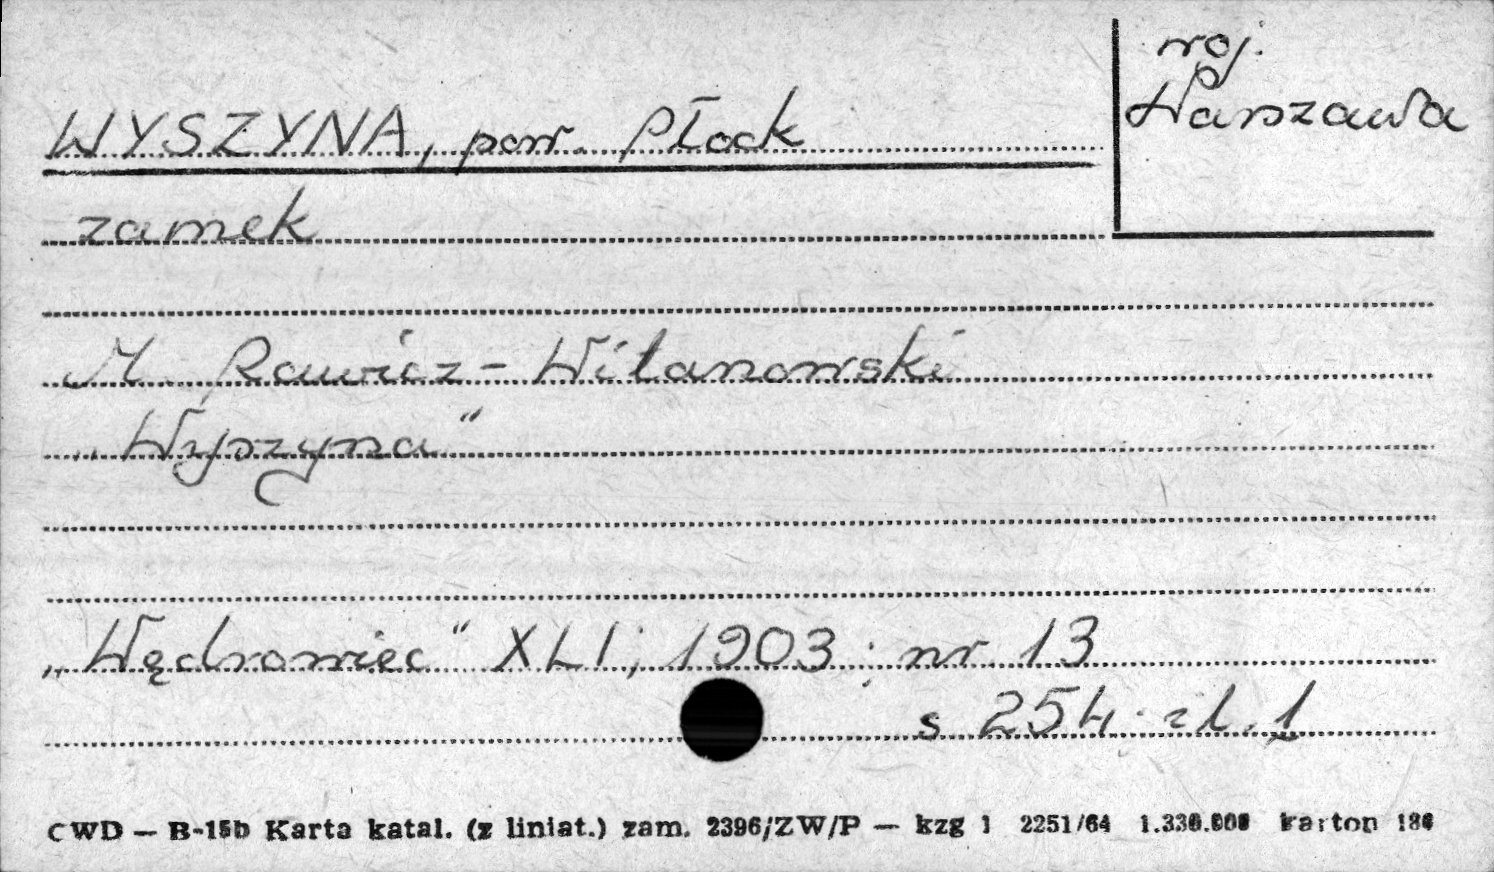 woj.
Warszawa
WYSZYNA, pow. Płock
zamek
M. Rawicz-Witanowski
„Wyszyna"
„Wędrowiec" XLI; 1903; nr 13
s 254. il. 1
CWD — B-15b Karta katal. (z liniat.) zam. 2396/ZW/P — kzg 1 2251/64 1.330.000 karton